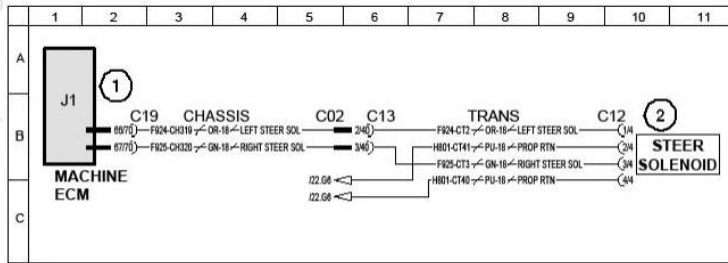 1 2 3 4 5 6 7 8 9 10 11
A
B
C
J1
1
MACHINE
ECM
C19 CHASSIS C02 C13 TRANS C12
2
66/70 F924-CH319 OR-18 LEFT STEER SOL 2/40 F924-CT2 OR-18 LEFT STEER SOL 1/4
67/70 F925-CH320 GN-18 RIGHT STEER SOL 3/40 H801-CT41 PU-18 PROP RTN 2/4
F925-CT3 GN-18 RIGHT STEER SOL 3/4
/22.G6 H801-CT40 PU-18 PROP RTN 4/4
/22.G6
STEER
SOLENOID